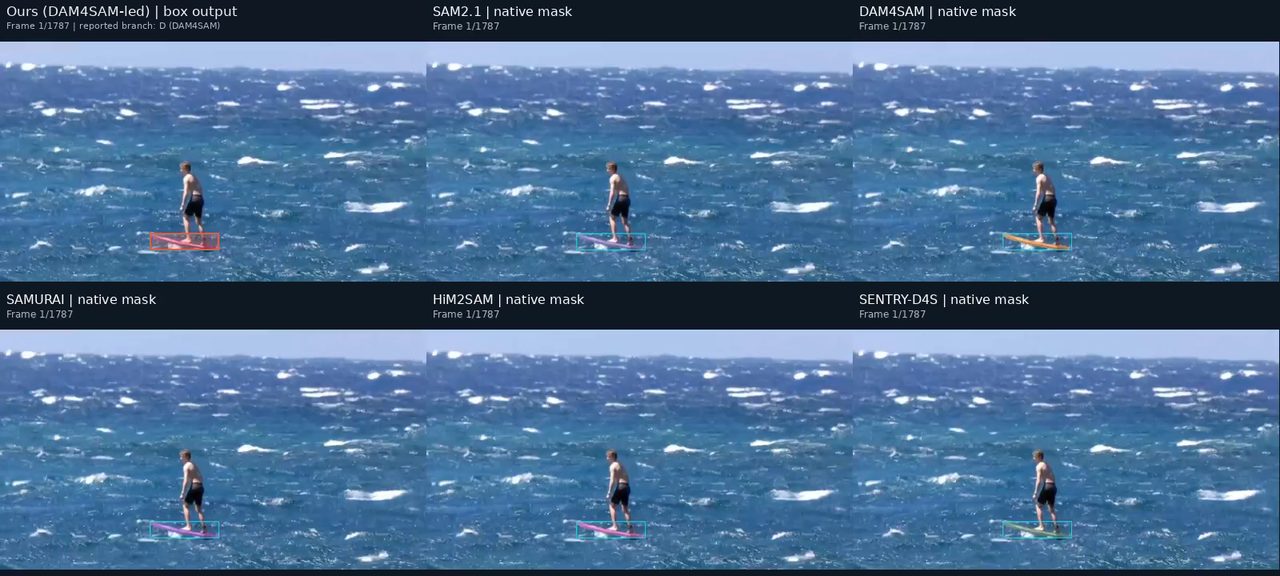 Ours (DAM4SAM-led) | box output
Frame 1/1787 | reported branch: D (DAM4SAM)
SAM2.1 | native mask
Frame 1/1787
DAM4SAM | native mask
Frame 1/1787
SAMURAI | native mask
Frame 1/1787
HiM2SAM | native mask
Frame 1/1787
SENTRY-D4S | native mask
Frame 1/1787